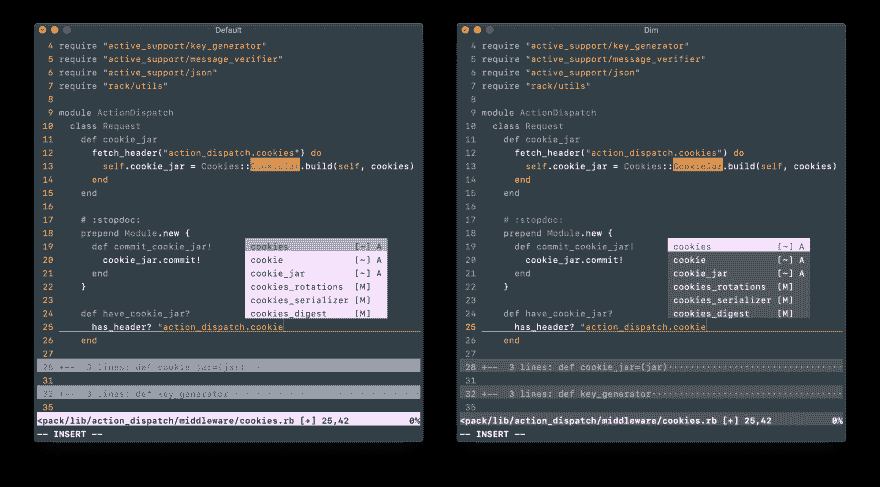 Default
4 require "active_support/key_generator"
5 require "active_support/message_verifier"
6 require "active_support/json"
7 require "rack/utils"
8
9 module ActionDispatch
10 class Request
11 def cookie_jar
12 fetch_header("action_dispatch.cookies") do
13 self.cookie_jar = Cookies::CookieJar.build(self, cookies)
14 end
15 end
16
17 # :stopdoc:
18 prepend Module.new {
19 def commit_cookie_jar! cookies [~] A
20 cookie_jar.commit! cookie [~] A
21 end cookie_jar [~] A
22 } cookies_rotations [M]
23 cookies_serializer [M]
24 def have_cookie_jar? cookies_digest [M]
25 has_header? "action_dispatch.cookie
26 end
27
28 +-- 3 lines: def cookie_jar=(jar)
31
32 +-- 3 lines: def key_generator
35
<pack/lib/action_dispatch/middleware/cookies.rb [+] 25,42 0%
-- INSERT --
Dim
4 require "active_support/key_generator"
5 require "active_support/message_verifier"
6 require "active_support/json"
7 require "rack/utils"
8
9 module ActionDispatch
10 class Request
11 def cookie_jar
12 fetch_header("action_dispatch.cookies") do
13 self.cookie_jar = Cookies::CookieJar.build(self, cookies)
14 end
15 end
16
17 # :stopdoc:
18 prepend Module.new {
19 def commit_cookie_jar! cookies [~] A
20 cookie_jar.commit! cookie [~] A
21 end cookie_jar [~] A
22 } cookies_rotations [M]
23 cookies_serializer [M]
24 def have_cookie_jar? cookies_digest [M]
25 has_header? "action_dispatch.cookie
26 end
27
28 +-- 3 lines: def cookie_jar=(jar)
31
32 +-- 3 lines: def key_generator
35
<pack/lib/action_dispatch/middleware/cookies.rb [+] 25,42 0%
-- INSERT --